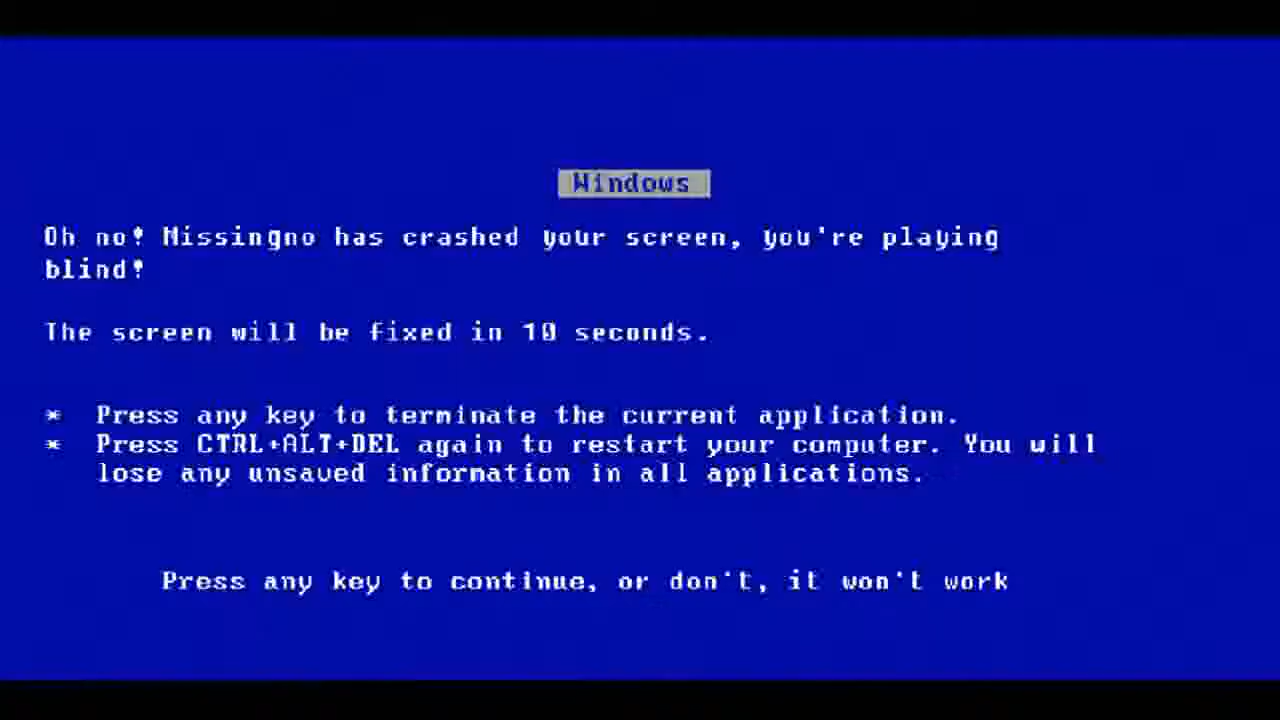 Windows
Oh no! Missingno has crashed your screen, you're playing
blind!
The screen will be fixed in 10 seconds.
* Press any key to terminate the current application.
* Press CTRL+ALT+DEL again to restart your computer. You will
lose any unsaved information in all applications.
Press any key to continue, or don't, it won't work